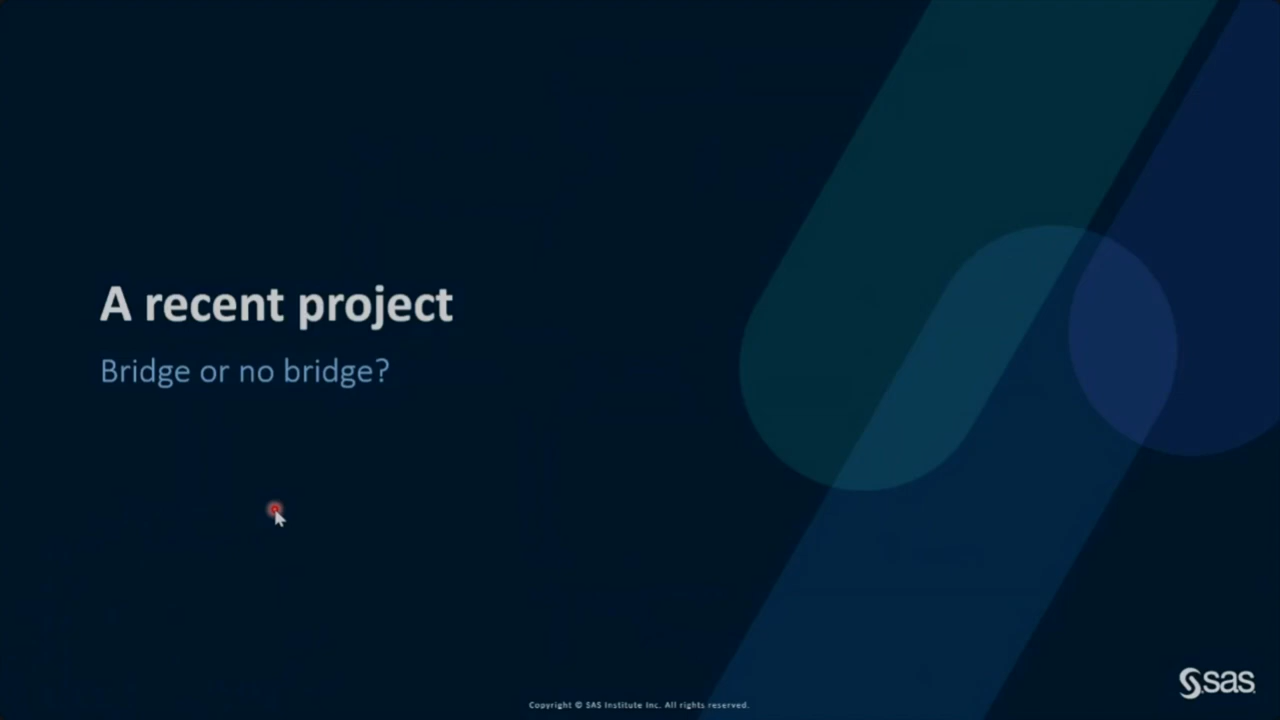 A recent project
Bridge or no bridge?
sas
Copyright © SAS Institute Inc. All rights reserved.